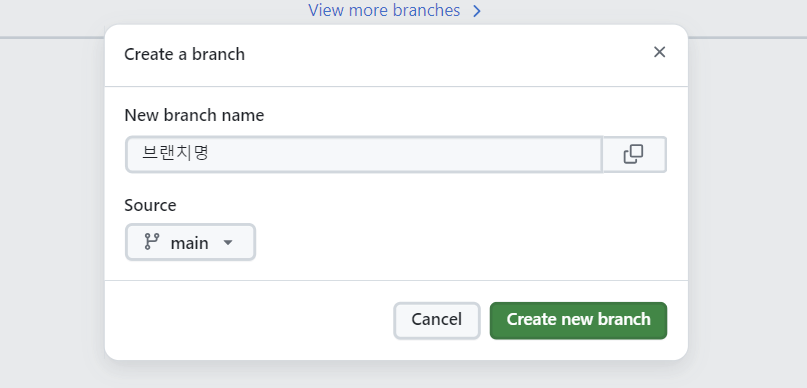 View more branches
Create a branch
New branch name
브랜치명
Source
main
Cancel
Create new branch